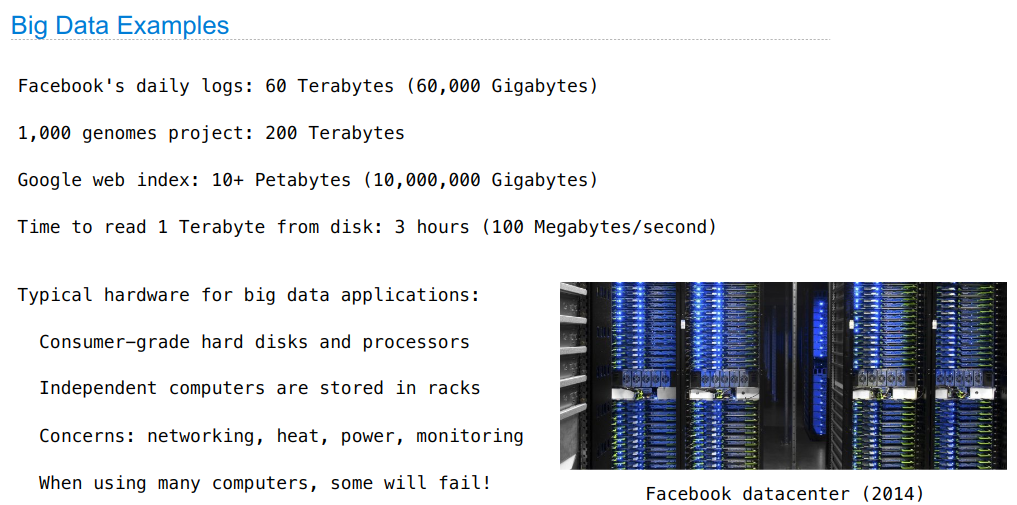 Big Data Examples
Facebook's daily logs: 60 Terabytes (60,000 Gigabytes)
1,000 genomes project: 200 Terabytes
Google web index: 10+ Petabytes (10,000,000 Gigabytes)
Time to read 1 Terabyte from disk: 3 hours (100 Megabytes/second)
Typical hardware for big data applications:
Consumer-grade hard disks and processors
Independent computers are stored in racks
Concerns: networking, heat, power, monitoring
When using many computers, some will fail!
Facebook datacenter (2014)